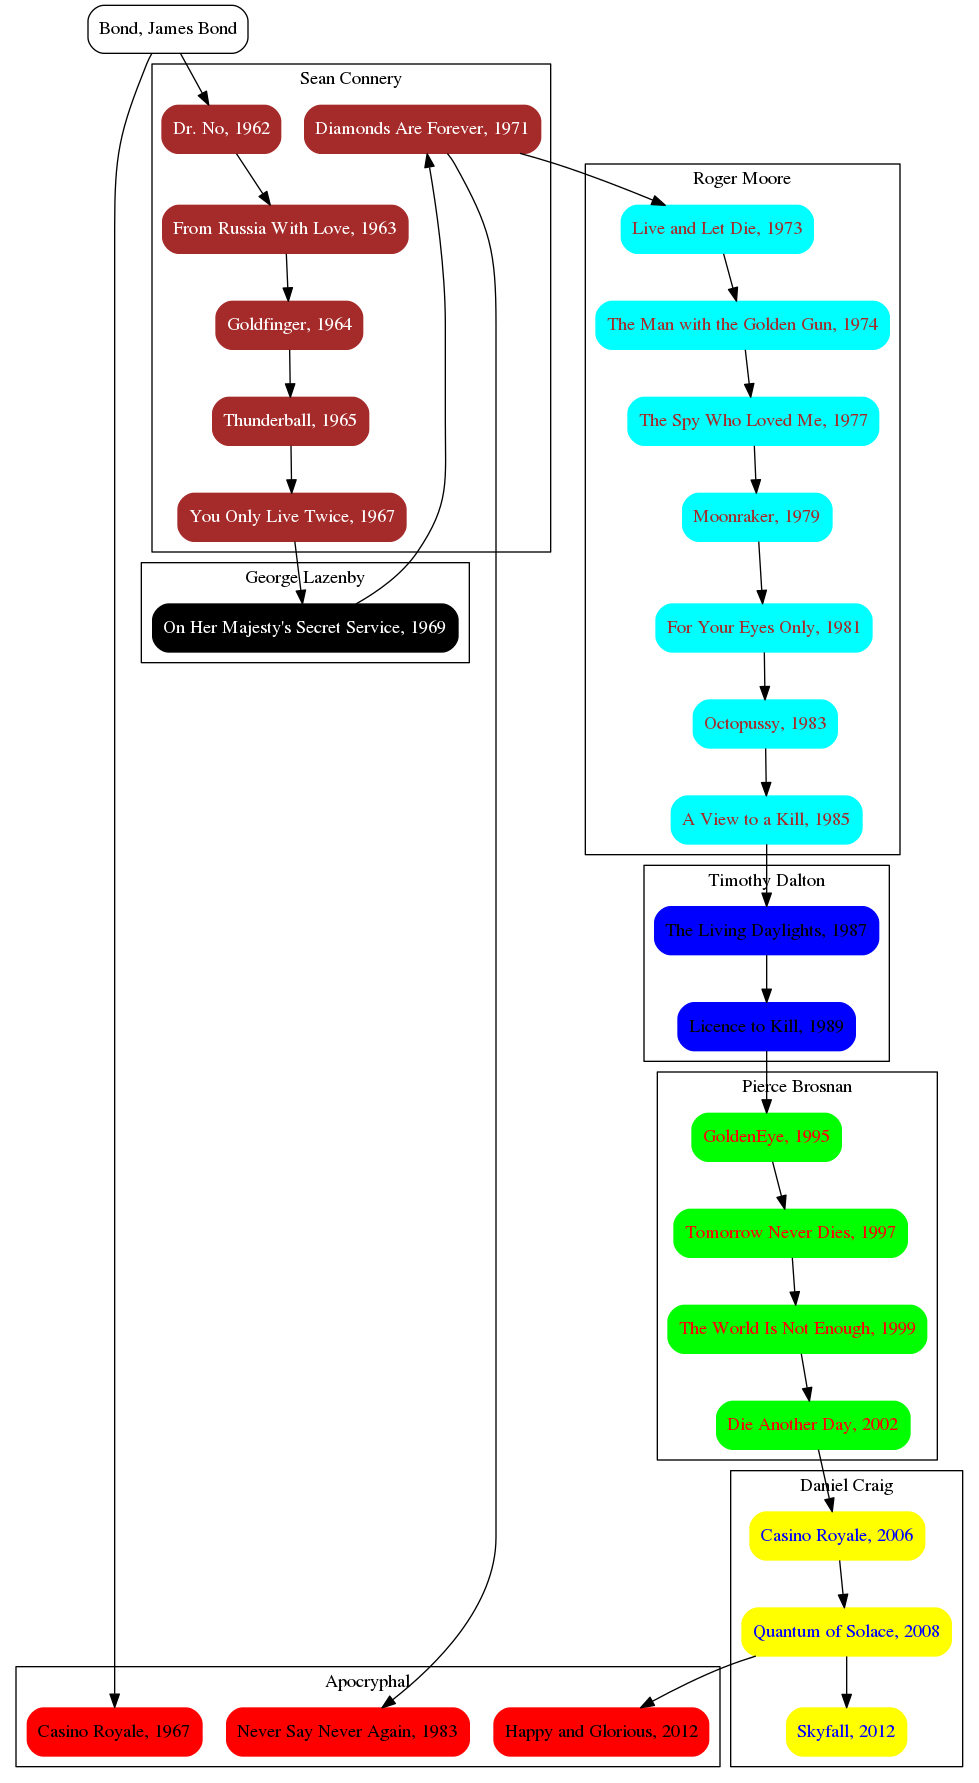 Bond, James Bond
Sean Connery
Dr. No, 1962
Diamonds Are Forever, 1971
From Russia With Love, 1963
Goldfinger, 1964
Thunderball, 1965
You Only Live Twice, 1967
George Lazenby
On Her Majesty's Secret Service, 1969
Roger Moore
Live and Let Die, 1973
The Man with the Golden Gun, 1974
The Spy Who Loved Me, 1977
Moonraker, 1979
For Your Eyes Only, 1981
Octopussy, 1983
A View to a Kill, 1985
Timothy Dalton
The Living Daylights, 1987
Licence to Kill, 1989
Pierce Brosnan
GoldenEye, 1995
Tomorrow Never Dies, 1997
The World Is Not Enough, 1999
Die Another Day, 2002
Daniel Craig
Casino Royale, 2006
Quantum of Solace, 2008
Skyfall, 2012
Apocryphal
Casino Royale, 1967
Never Say Never Again, 1983
Happy and Glorious, 2012